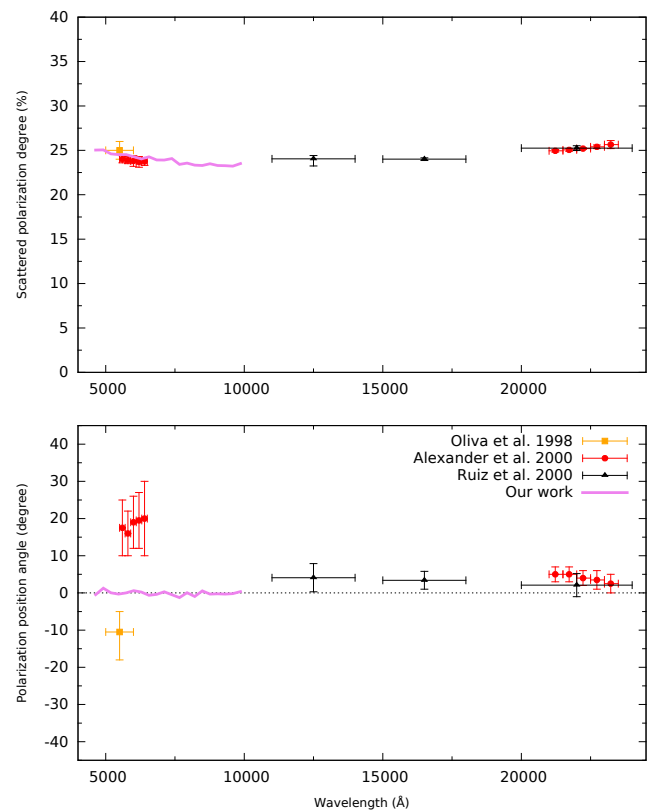 40
35
30
25
20
15
10
5
0
Scattered polarization degree (%)
5000 10000 15000 20000
40
30
20
10
0
-10
-20
-30
-40
Polarization position angle (degree)
Oliva et al. 1998
Alexander et al. 2000
Ruiz et al. 2000
Our work
5000 10000 15000 20000
Wavelength (Å)